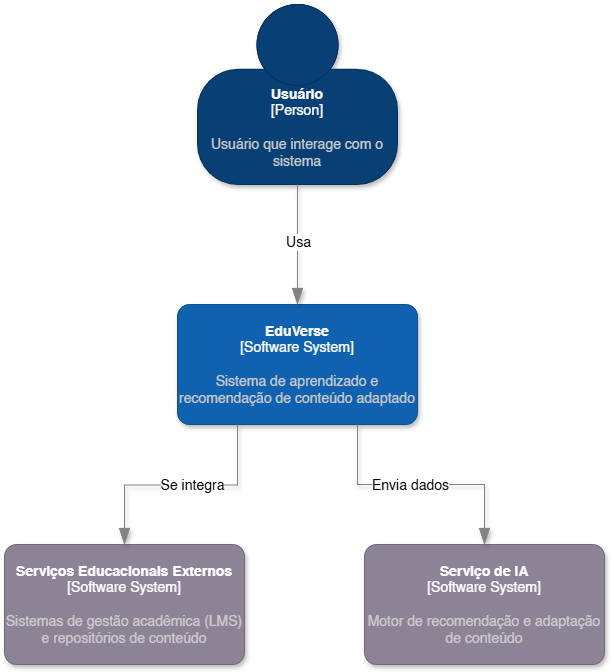 Usuário
[Person]
Usuário que interage com o
sistema
Usa
EduVerse
[Software System]
Sistema de aprendizado e
recomendação de conteúdo adaptado
Se integra
Envia dados
Serviços Educacionais Externos
[Software System]
Sistemas de gestão acadêmica (LMS)
e repositórios de conteúdo
Serviço de IA
[Software System]
Motor de recomendação e adaptação
de conteúdo